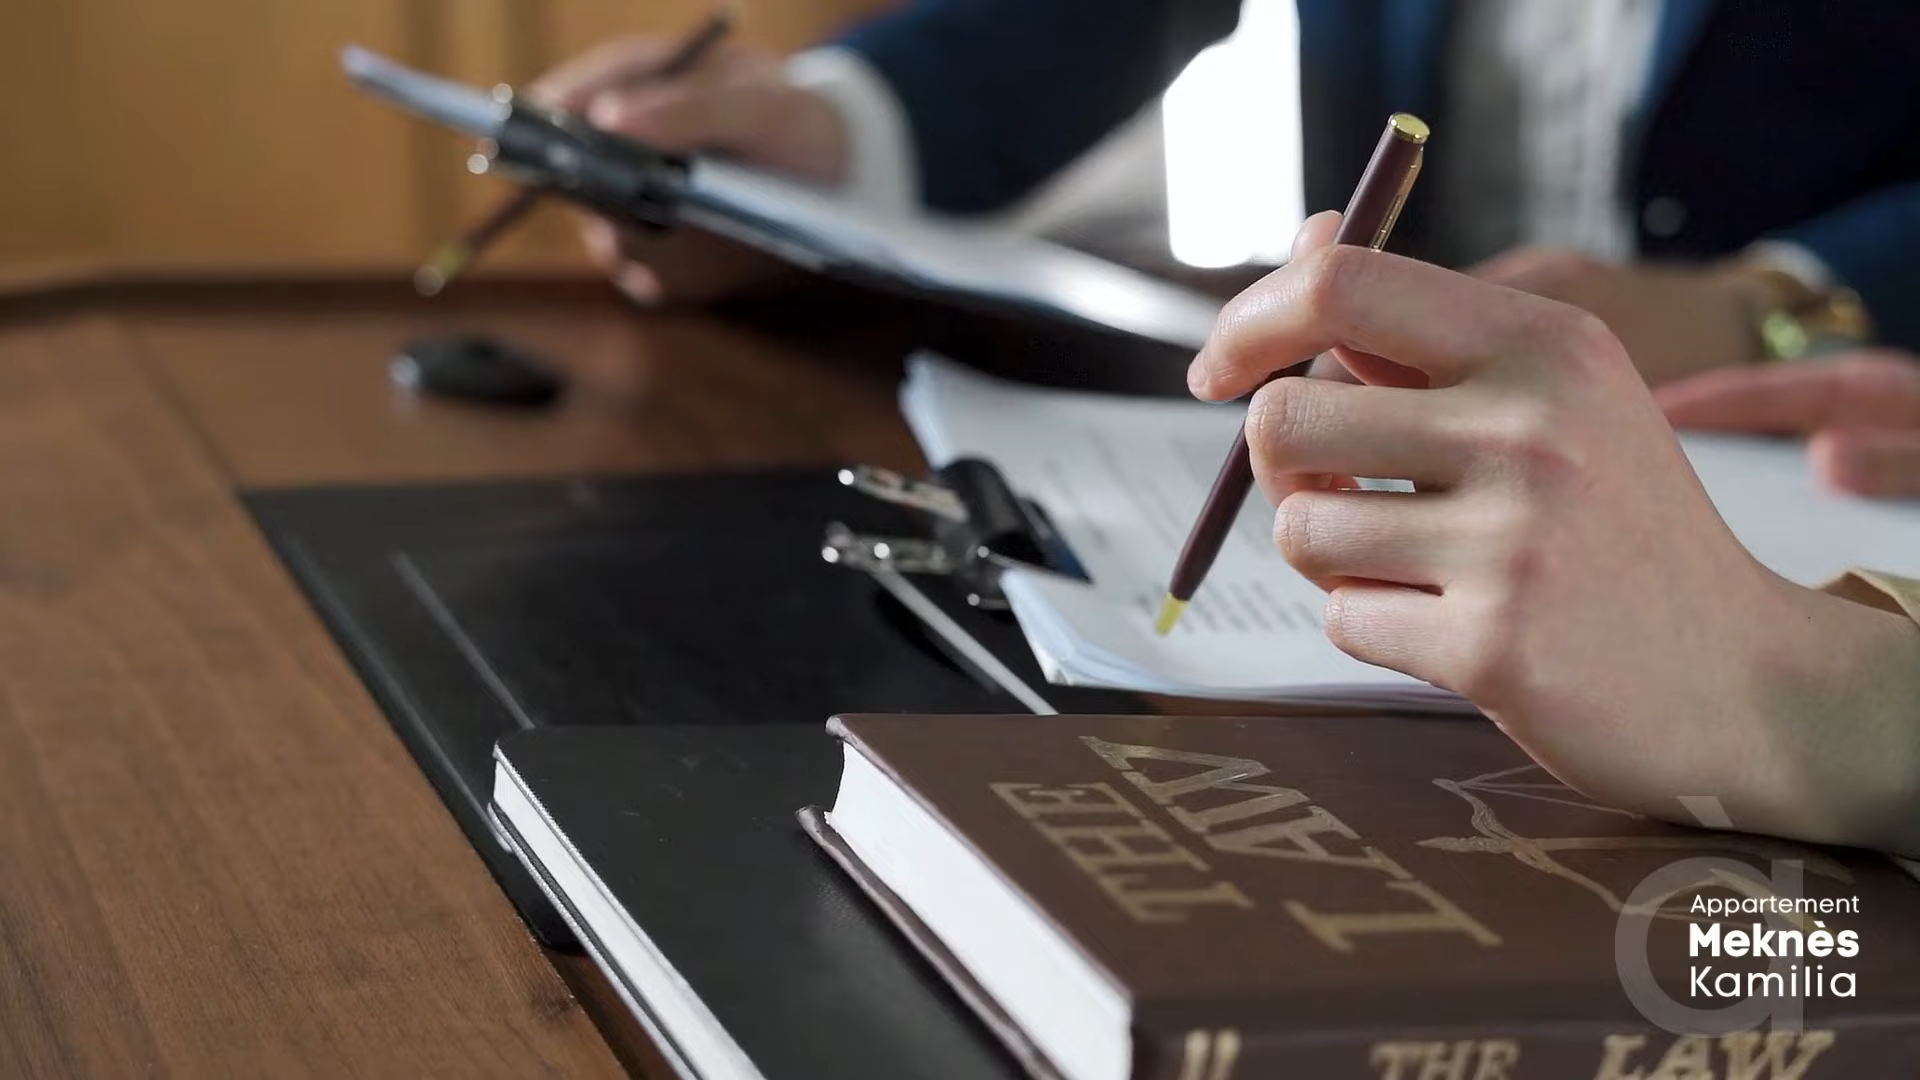 THE
LAW
THE LAW
Appartement
Meknès
Kamilia